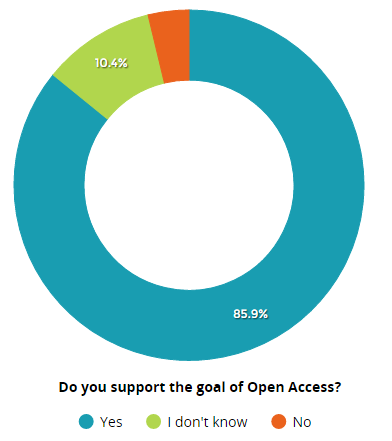 10.4%
85.9%
Do you support the goal of Open Access?
Yes I don't know No